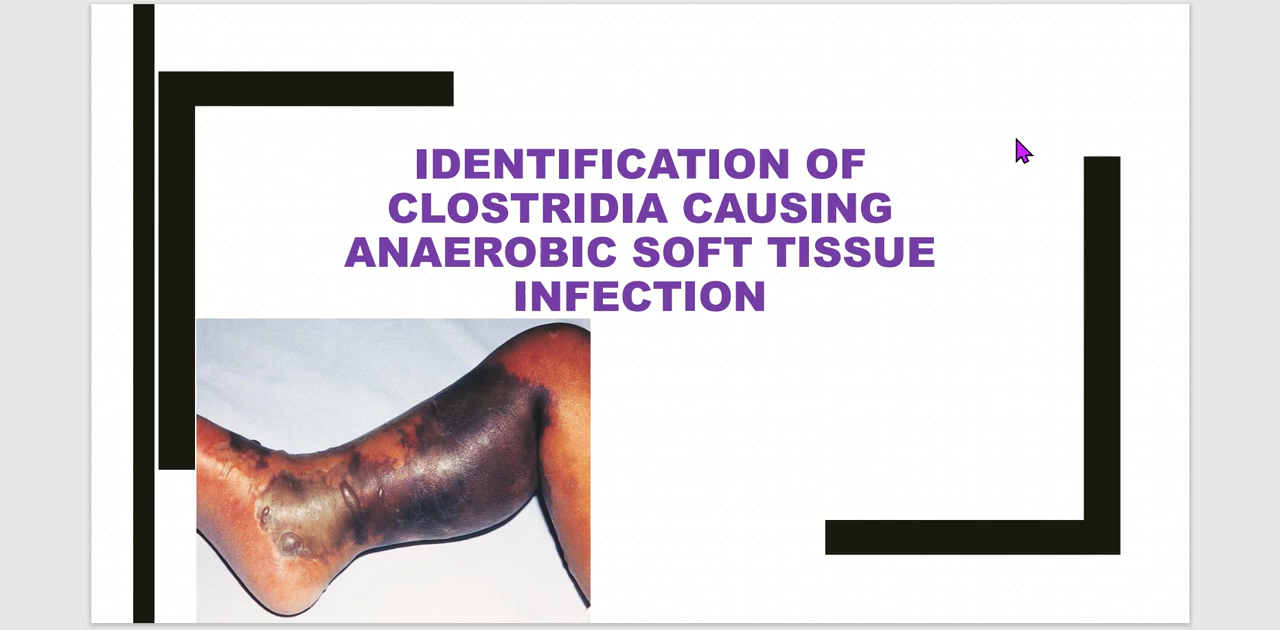 IDENTIFICATION OF
CLOSTRIDIA CAUSING
ANAEROBIC SOFT TISSUE
INFECTION